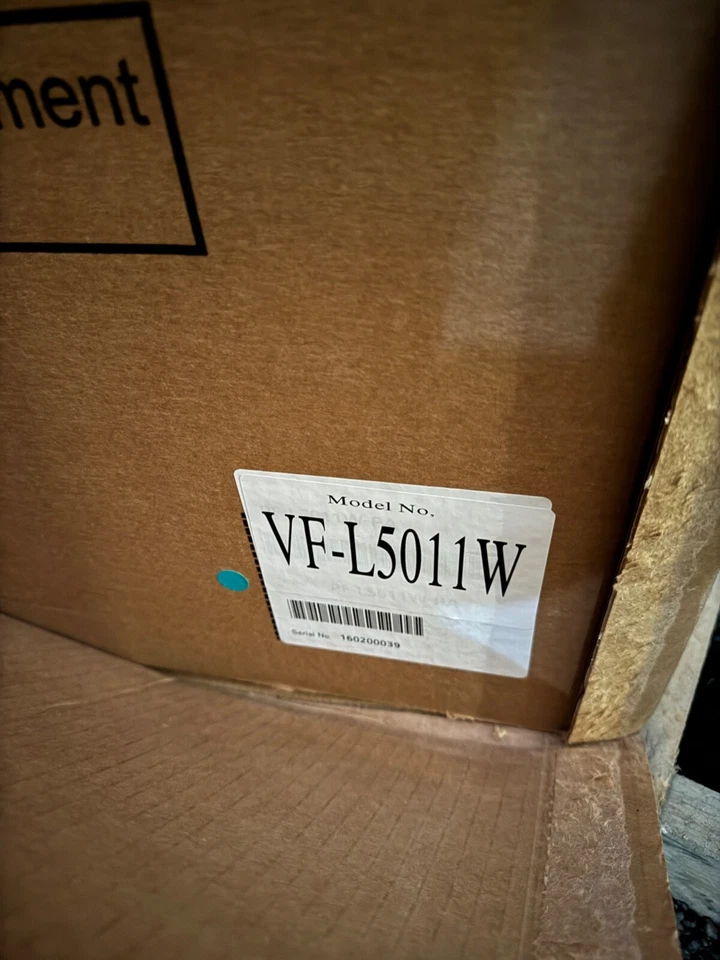 ment
Model No.
VF-L5011W
Serial No. 160200039